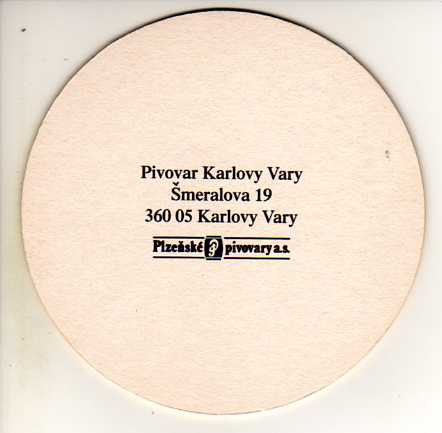 Pivovar Karlovy Vary
Šmeralova 19
360 05 Karlovy Vary
Plzeňské pivovary a.s.